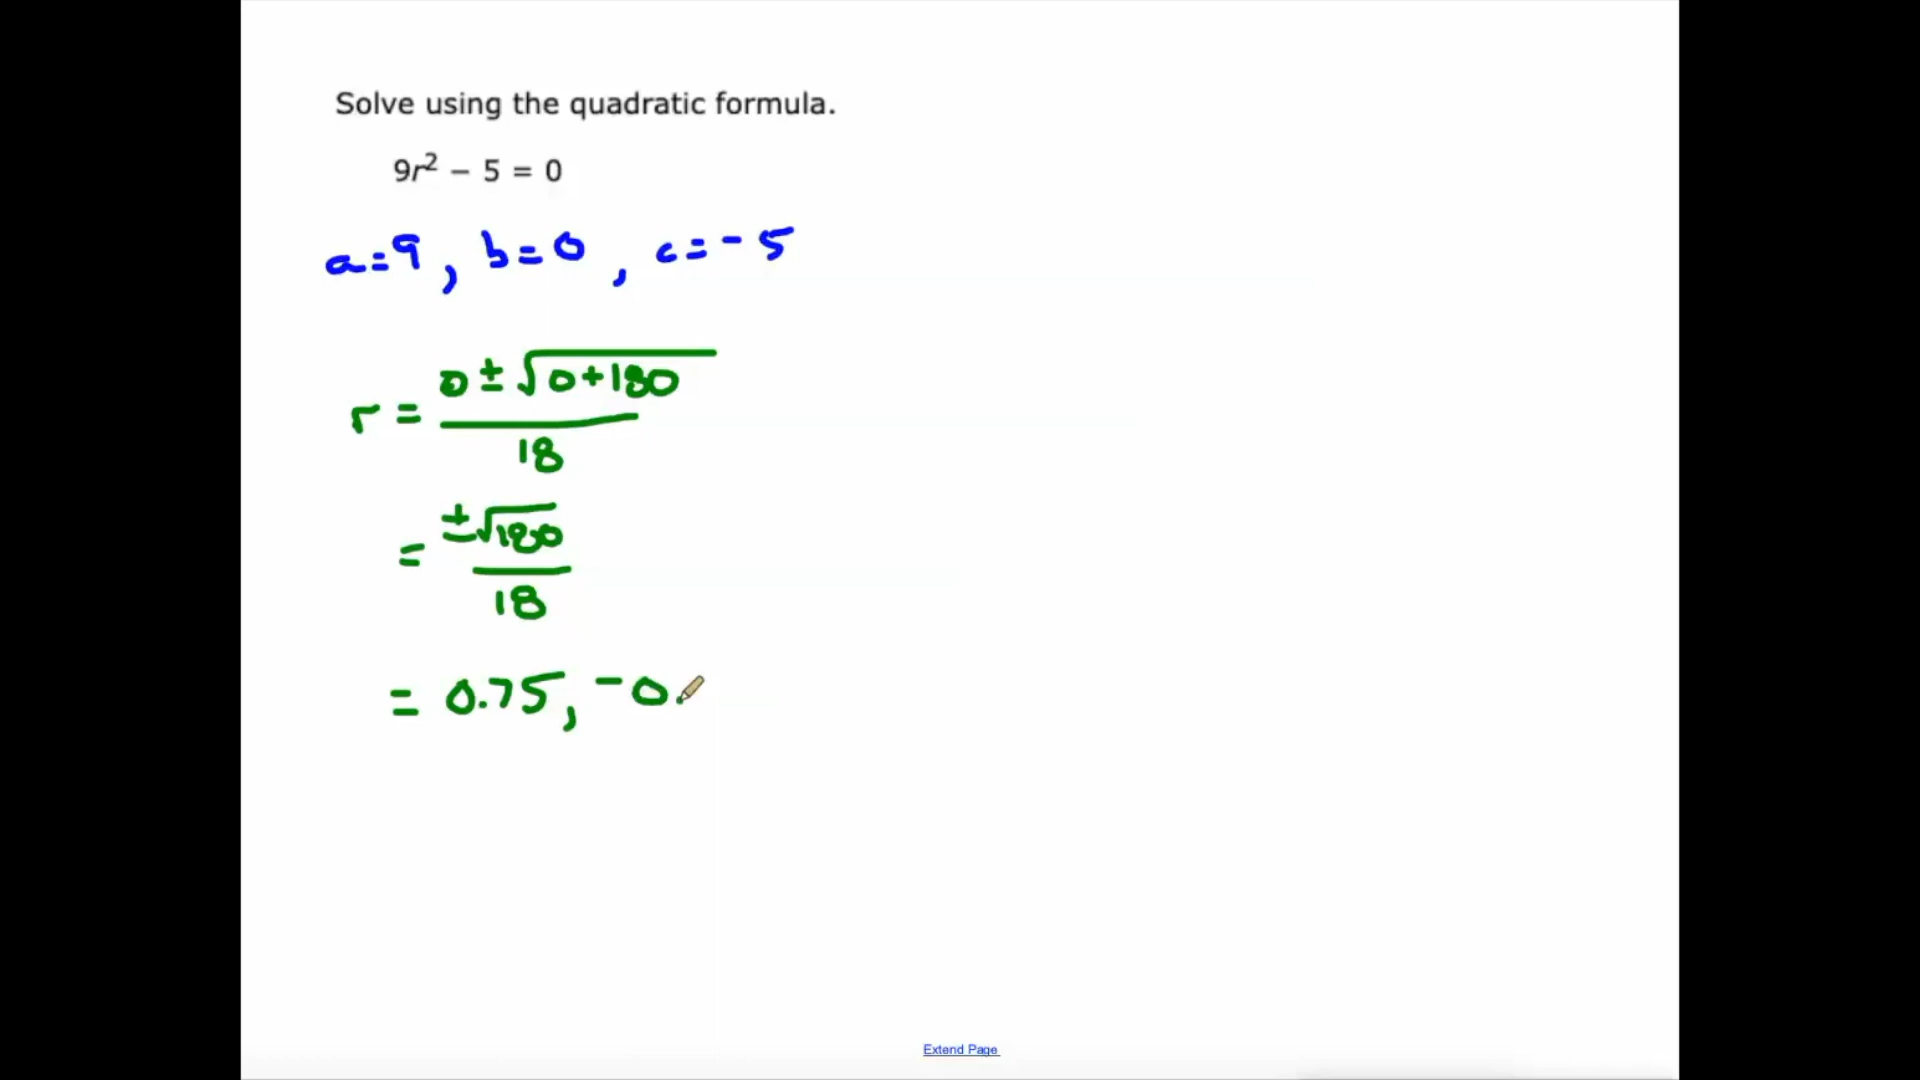 Solve using the quadratic formula.
9r² − 5 = 0
a=9, b=0, c=-5
r = 0 ± √0+180 / 18
= ±√180 / 18
= 0.75, -0.
Extend Page